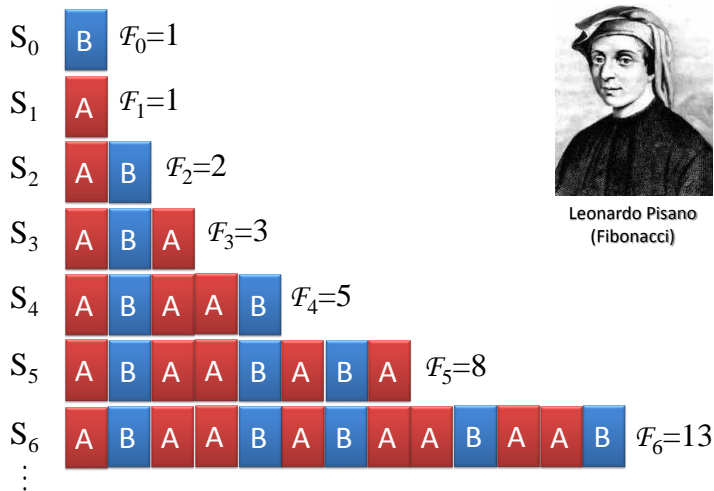 S₀ B ℱ₀=1
S₁ A ℱ₁=1
S₂ A B ℱ₂=2
S₃ A B A ℱ₃=3
S₄ A B A A B ℱ₄=5
S₅ A B A A B A B A ℱ₅=8
S₆ A B A A B A B A A B A A B ℱ₆=13
⋮
Leonardo Pisano
(Fibonacci)